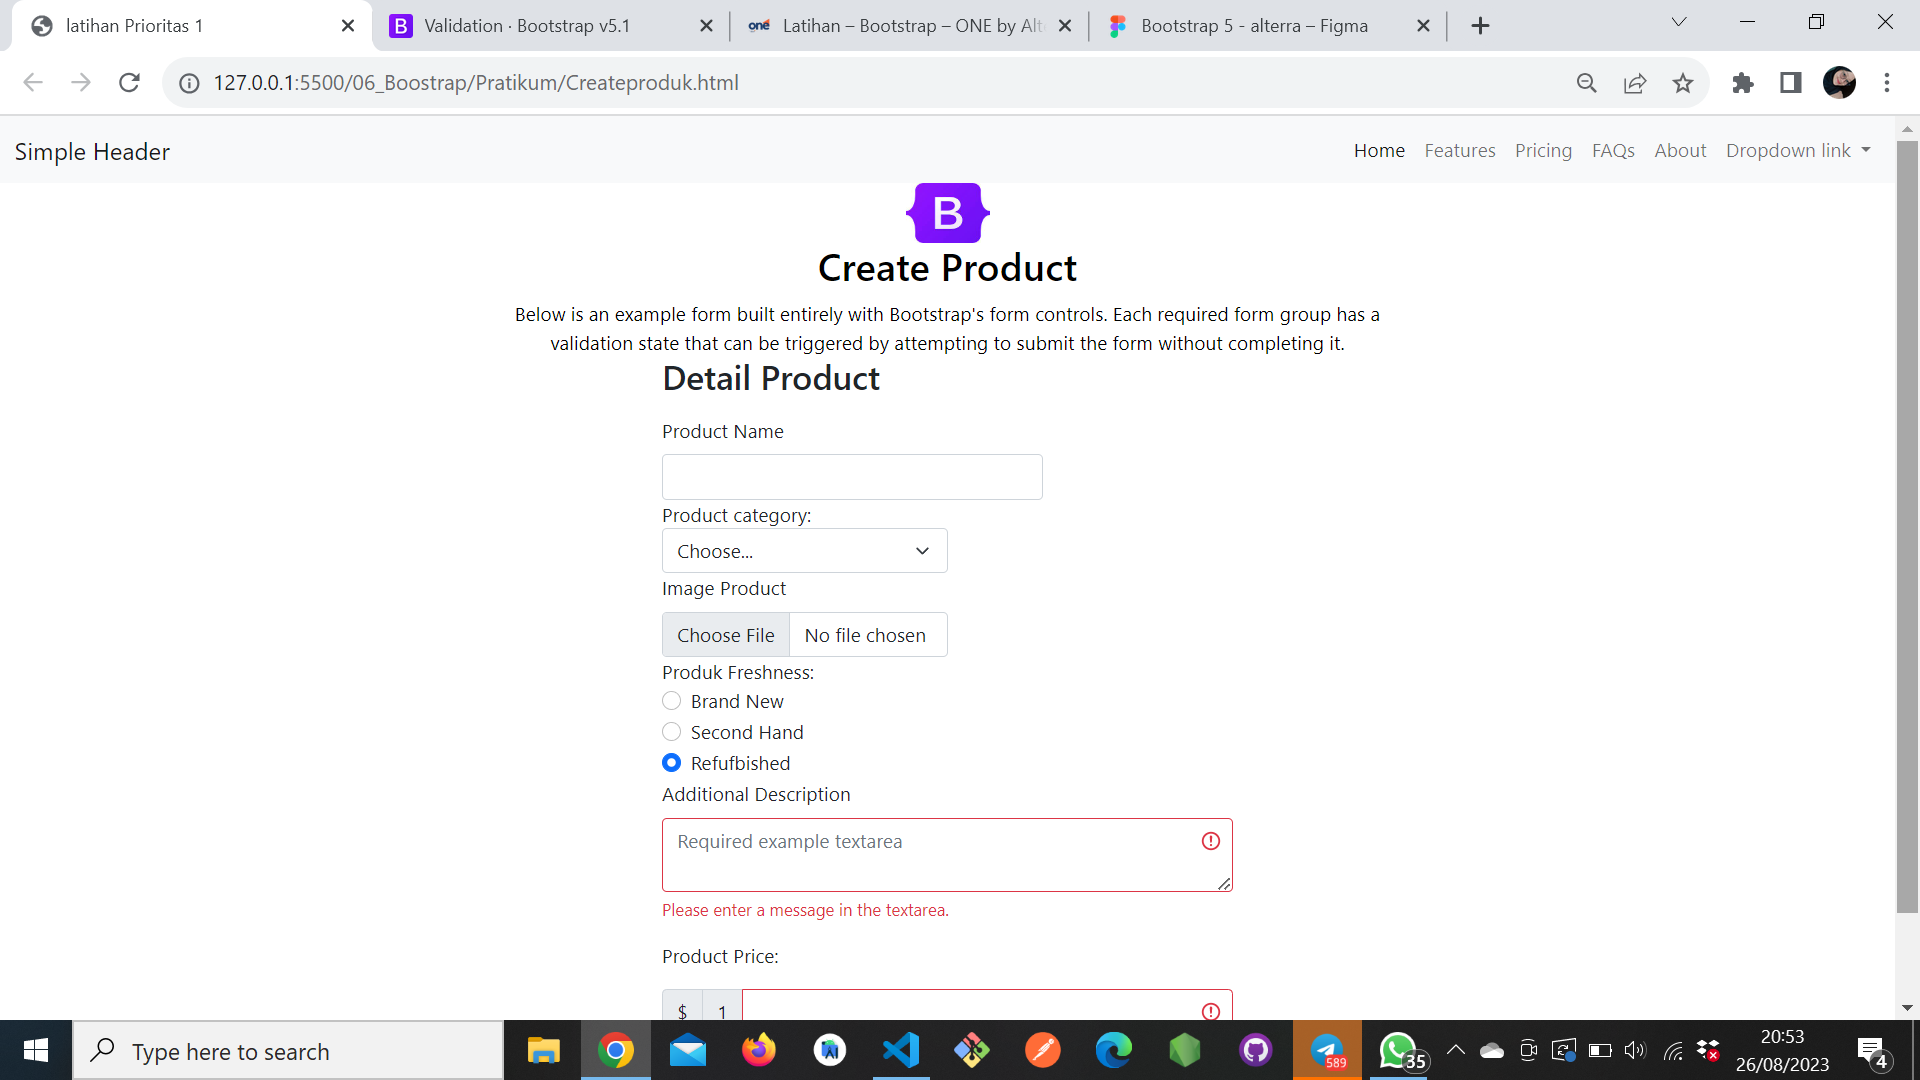 latihan Prioritas 1
Validation · Bootstrap v5.1
Latihan – Bootstrap – ONE by Alt
Bootstrap 5 - alterra – Figma
127.0.0.1:5500/06_Boostrap/Pratikum/Createproduk.html
Simple Header
Home Features Pricing FAQs About Dropdown link
B
Create Product
Below is an example form built entirely with Bootstrap's form controls. Each required form group has a
validation state that can be triggered by attempting to submit the form without completing it.
Detail Product
Product Name
Product category:
Choose...
Image Product
Choose File No file chosen
Produk Freshness:
Brand New
Second Hand
Refufbished
Additional Description
Required example textarea
Please enter a message in the textarea.
Product Price:
$ 1
Type here to search
589
35
20:53
26/08/2023
4